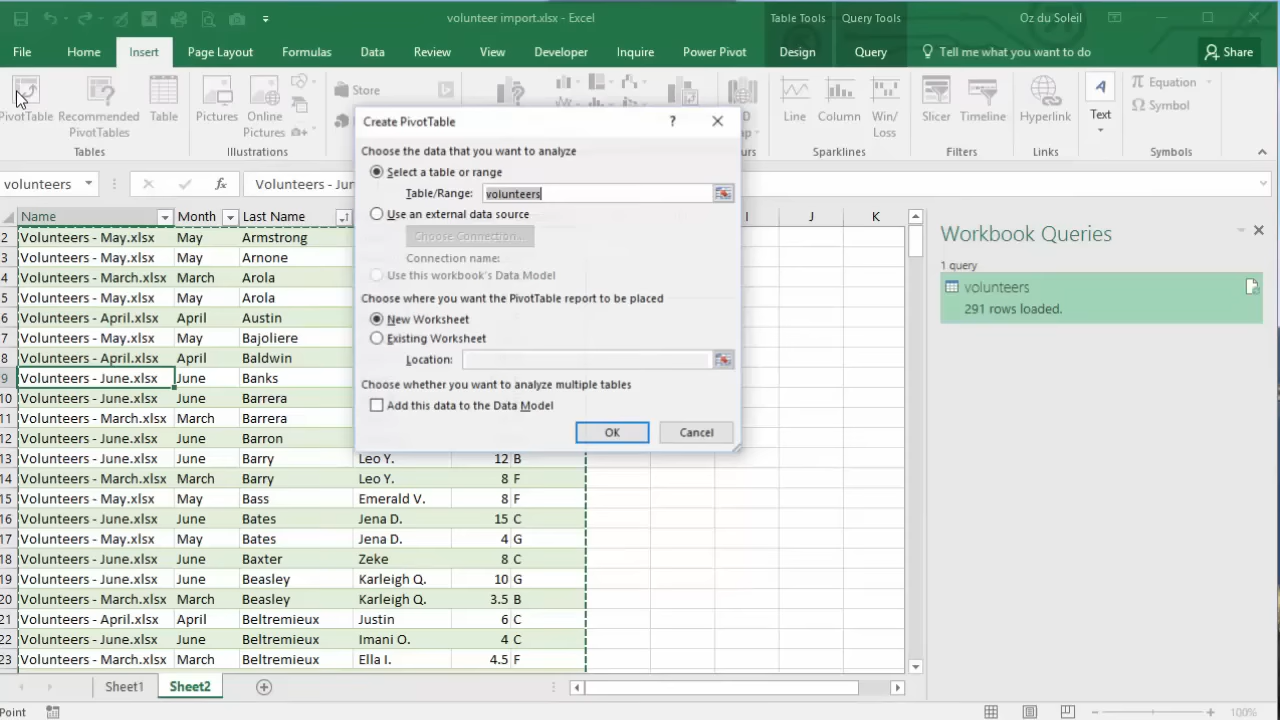 volunteer import.xlsx - Excel
Table Tools
Query Tools
Oz du Soleil
File
Home
Insert
Page Layout
Formulas
Data
Review
View
Developer
Inquire
Power Pivot
Design
Query
Tell me what you want to do
Share
PivotTable
Recommended
PivotTables
Table
Tables
Pictures
Online
Pictures
Illustrations
Store
Line
Column
Win/
Loss
Sparklines
Slicer
Timeline
Filters
Hyperlink
Links
Text
Equation
Symbol
Symbols
volunteers
fx
Create PivotTable
?
Choose the data that you want to analyze
Select a table or range
Table/Range: volunteers
Use an external data source
Choose Connection...
Connection name:
Use this workbook's Data Model
Choose where you want the PivotTable report to be placed
New Worksheet
Existing Worksheet
Location:
Choose whether you want to analyze multiple tables
Add this data to the Data Model
OK
Cancel
Name Month Last Name
I J K
2 Volunteers - May.xlsx May Armstrong
3 Volunteers - May.xlsx May Arnone
4 Volunteers - March.xlsx March Arola
5 Volunteers - May.xlsx May Arola
6 Volunteers - April.xlsx April Austin
7 Volunteers - May.xlsx May Bajoliere
8 Volunteers - April.xlsx April Baldwin
9 Volunteers - June.xlsx June Banks
10 Volunteers - June.xlsx June Barrera
11 Volunteers - March.xlsx March Barrera
12 Volunteers - June.xlsx June Barron
13 Volunteers - June.xlsx June Barry Leo Y. 12 B
14 Volunteers - March.xlsx March Barry Leo Y. 8 F
15 Volunteers - May.xlsx May Bass Emerald V. 8 F
16 Volunteers - June.xlsx June Bates Jena D. 15 C
17 Volunteers - May.xlsx May Bates Jena D. 4 G
18 Volunteers - June.xlsx June Baxter Zeke 8 C
19 Volunteers - June.xlsx June Beasley Karleigh Q. 10 G
20 Volunteers - March.xlsx March Beasley Karleigh Q. 3.5 B
21 Volunteers - April.xlsx April Beltremieux Justin 6 C
22 Volunteers - June.xlsx June Beltremieux Imani O. 4 C
23 Volunteers - March.xlsx March Beltremieux Ella I. 4.5 F
Workbook Queries
1 query
volunteers
291 rows loaded.
Sheet1
Sheet2
Point
100%